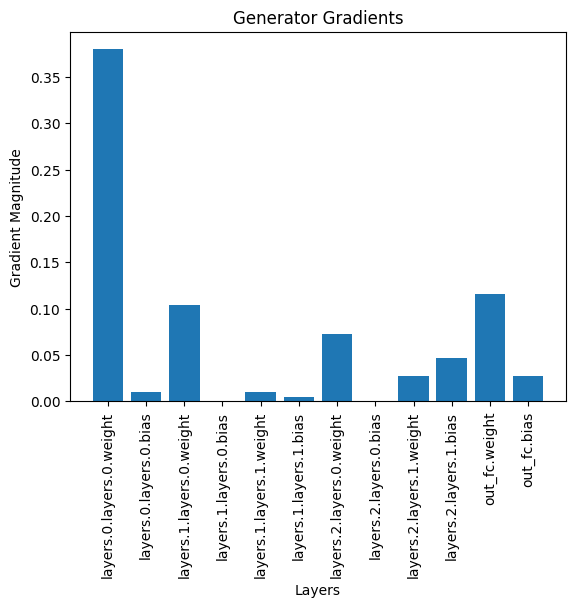 Generator Gradients
Gradient Magnitude
0.35
0.30
0.25
0.20
0.15
0.10
0.05
0.00
layers.0.layers.0.weight
layers.0.layers.0.bias
layers.1.layers.0.weight
layers.1.layers.0.bias
layers.1.layers.1.weight
layers.1.layers.1.bias
layers.2.layers.0.weight
layers.2.layers.0.bias
layers.2.layers.1.weight
layers.2.layers.1.bias
out_fc.weight
out_fc.bias
Layers